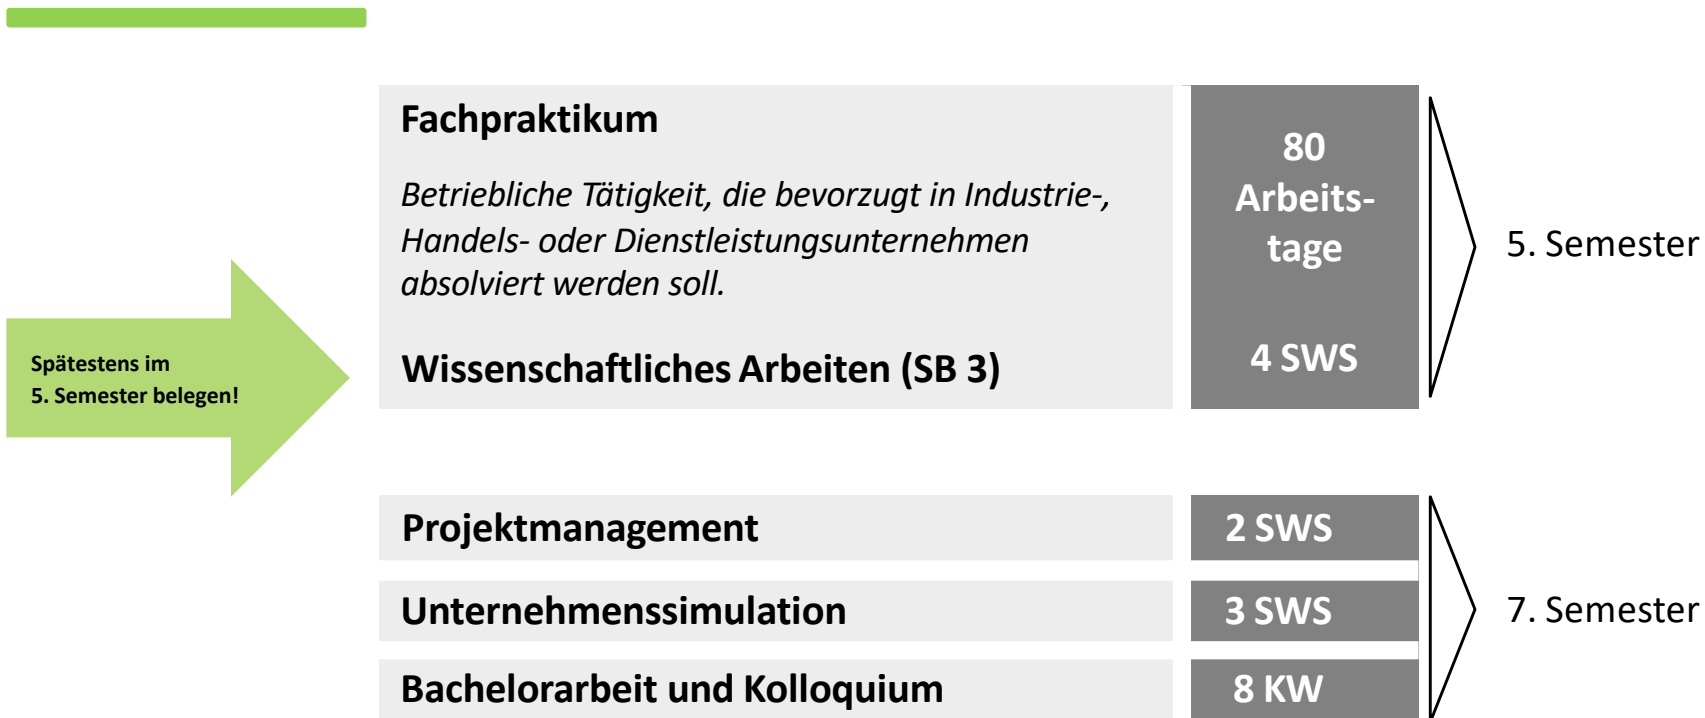 Fachpraktikum
80
Arbeits-
tage
Betriebliche Tätigkeit, die bevorzugt in Industrie-,
Handels- oder Dienstleistungsunternehmen
absolviert werden soll.
5. Semester
Spätestens im
5. Semester belegen!
Wissenschaftliches Arbeiten (SB 3)
4 SWS
Projektmanagement
2 SWS
Unternehmenssimulation
3 SWS
7. Semester
Bachelorarbeit und Kolloquium
8 KW